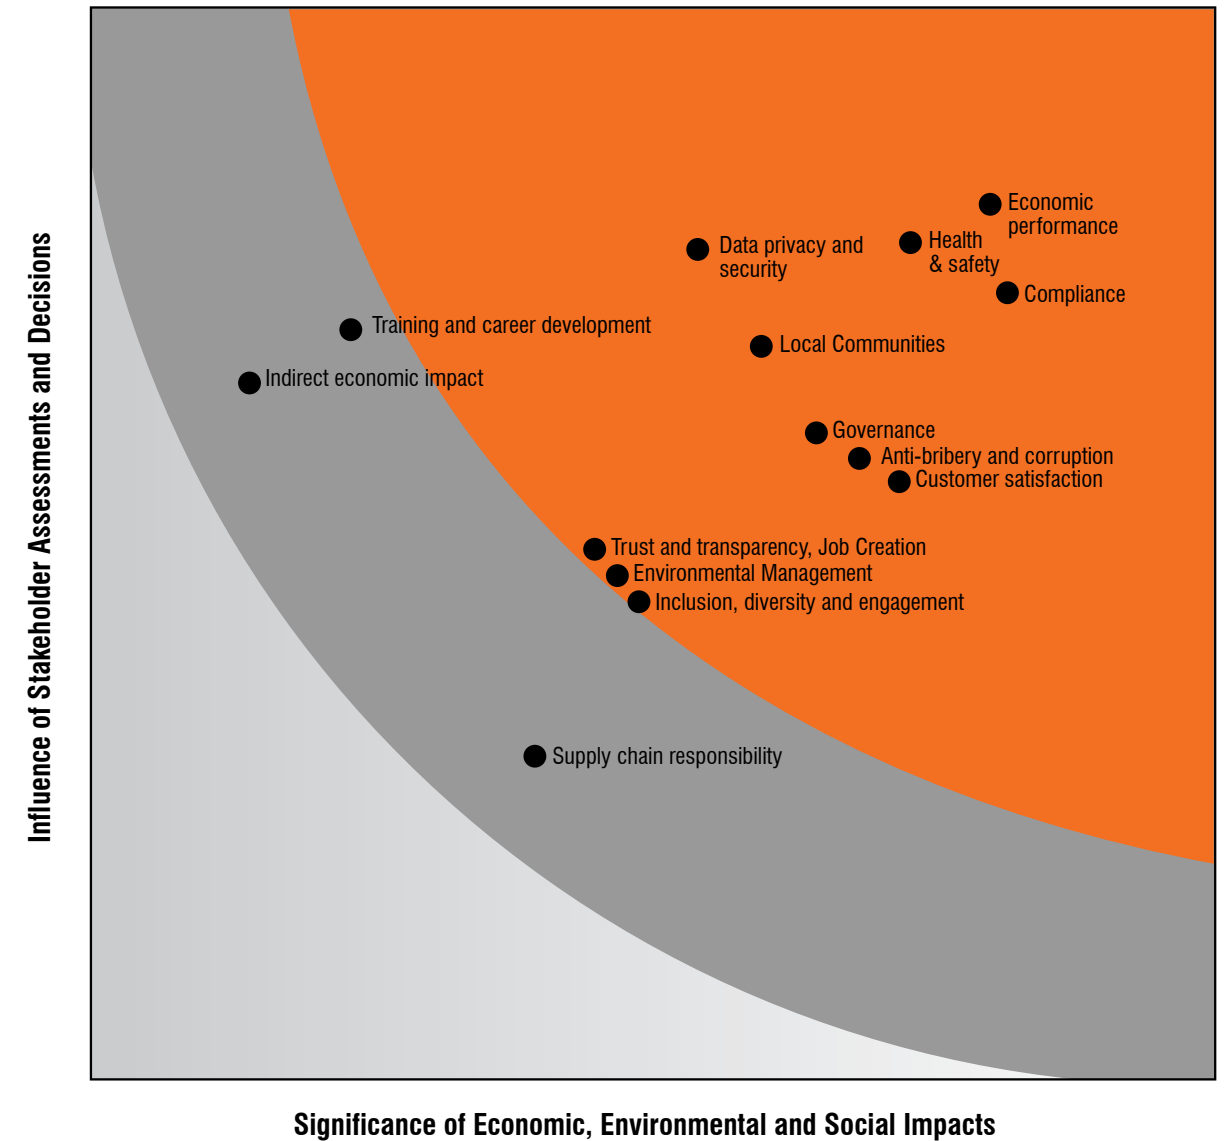 Influence of Stakeholder Assessments and Decisions
Economic
performance
Health
& safety
Data privacy and
security
Compliance
Training and career development
Local Communities
Indirect economic impact
Governance
Anti-bribery and corruption
Customer satisfaction
Trust and transparency, Job Creation
Environmental Management
Inclusion, diversity and engagement
Supply chain responsibility
Significance of Economic, Environmental and Social Impacts